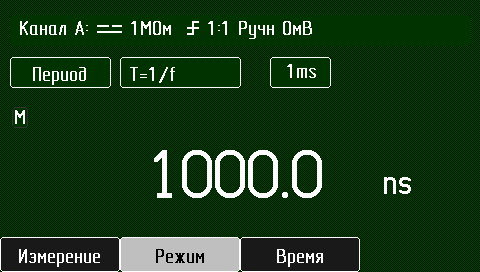 Канал А: 1МОм 1:1 Ручн 0мВ
Период T=1/f 1ms
M
1000.0 ns
Измерение Режим Время